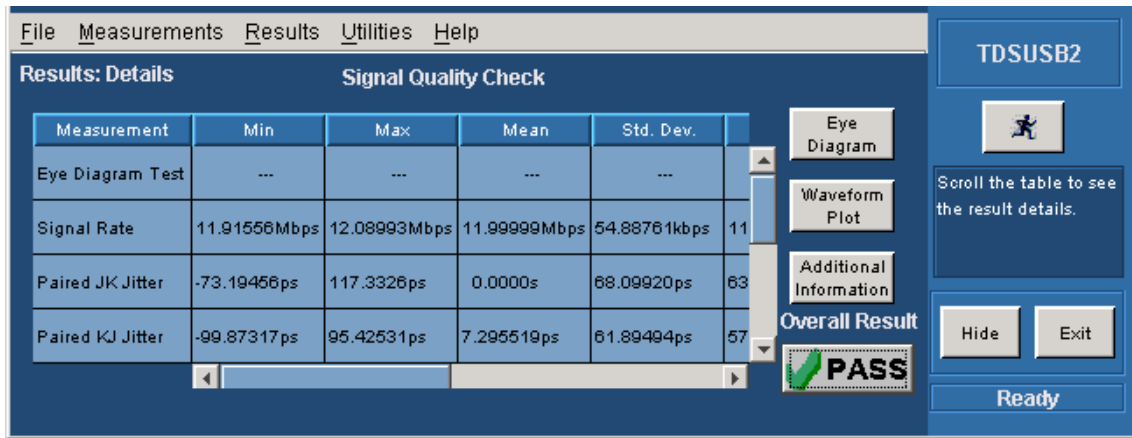 File Measurements Results Utilities Help
TDSUSB2
Results: Details
Signal Quality Check
Measurement Min Max Mean Std. Dev.
Eye Diagram Test --- --- --- ---
Signal Rate 11.91556Mbps 12.08993Mbps 11.99999Mbps 54.88761kbps 11
Paired JK Jitter -73.19456ps 117.3326ps 0.0000s 68.09920ps 63
Paired KJ Jitter -99.87317ps 95.42531ps 7.295519ps 61.89494ps 57
Eye
Diagram
Waveform
Plot
Additional
Information
Overall Result
PASS
Scroll the table to see
the result details.
Hide
Exit
Ready